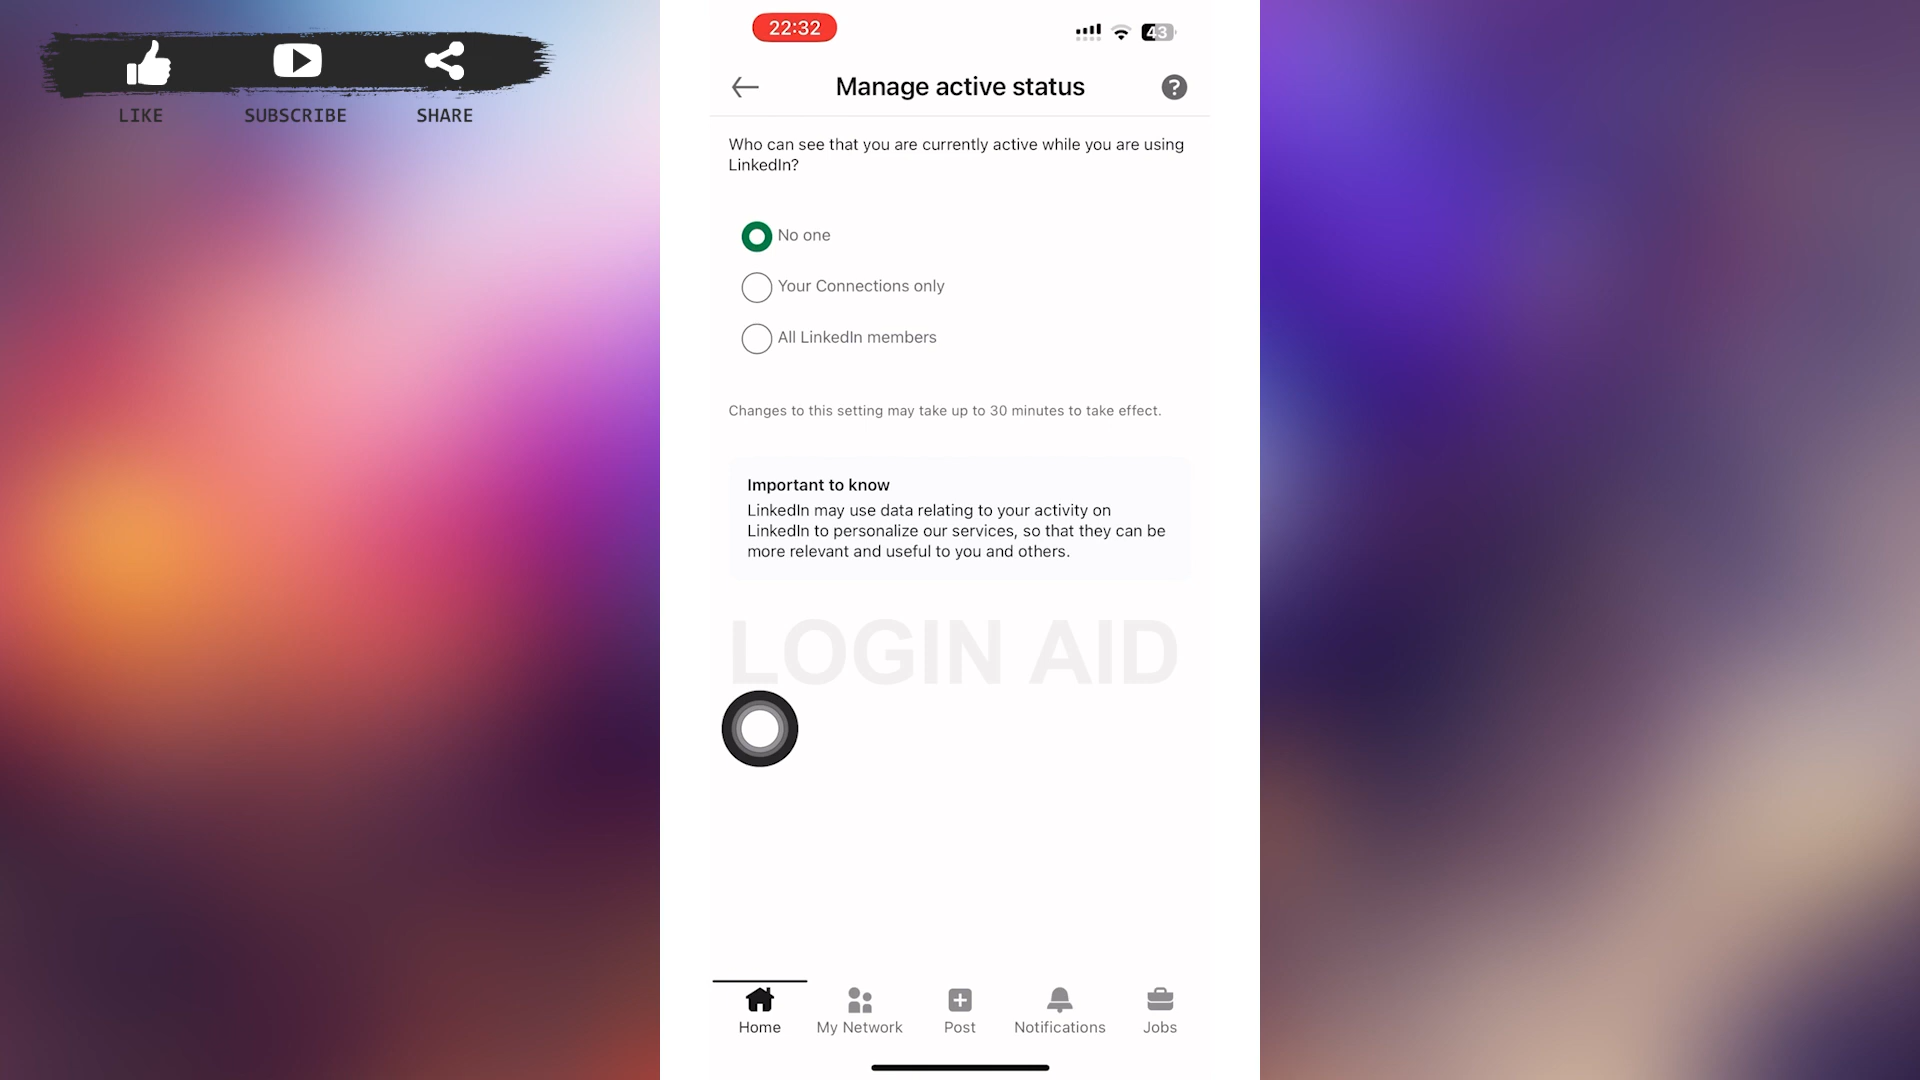 LIKE SUBSCRIBE SHARE
22:32
43
Manage active status
Who can see that you are currently active while you are using
LinkedIn?
No one
Your Connections only
All LinkedIn members
Changes to this setting may take up to 30 minutes to take effect.
Important to know
LinkedIn may use data relating to your activity on
LinkedIn to personalize our services, so that they can be
more relevant and useful to you and others.
LOGIN AID
Home My Network Post Notifications Jobs